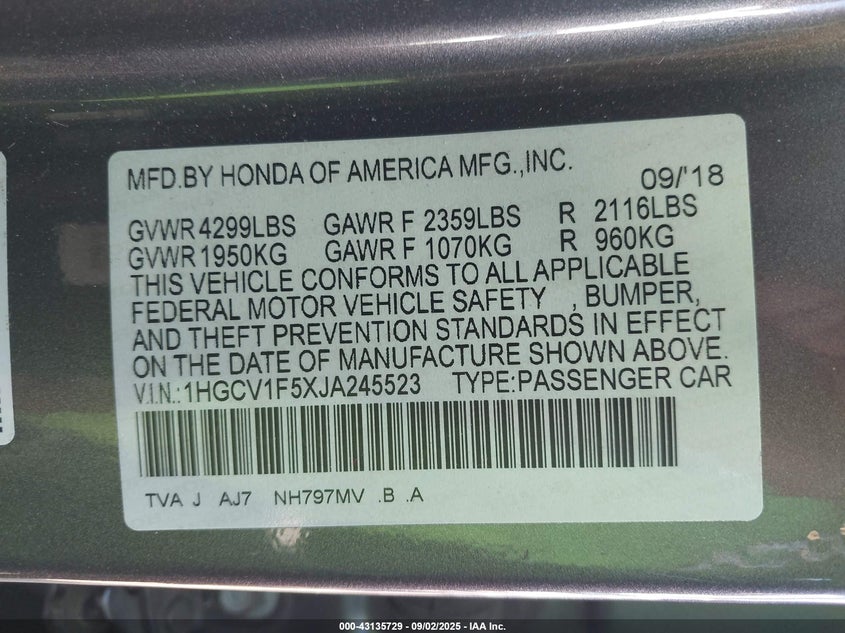 MFD.BY HONDA OF AMERICA MFG.,INC. 09/'18
GVWR 4299LBS GAWR F 2359LBS R 2116LBS
GVWR 1950KG GAWR F 1070KG R 960KG
THIS VEHICLE CONFORMS TO ALL APPLICABLE
FEDERAL MOTOR VEHICLE SAFETY , BUMPER,
AND THEFT PREVENTION STANDARDS IN EFFECT
ON THE DATE OF MANUFACTURE SHOWN ABOVE.
V.I.N.:1HGCV1F5XJA245523 TYPE:PASSENGER CAR
TVA J AJ7 NH797MV .B .A
000-43135729 - 09/02/2025 - IAA Inc.